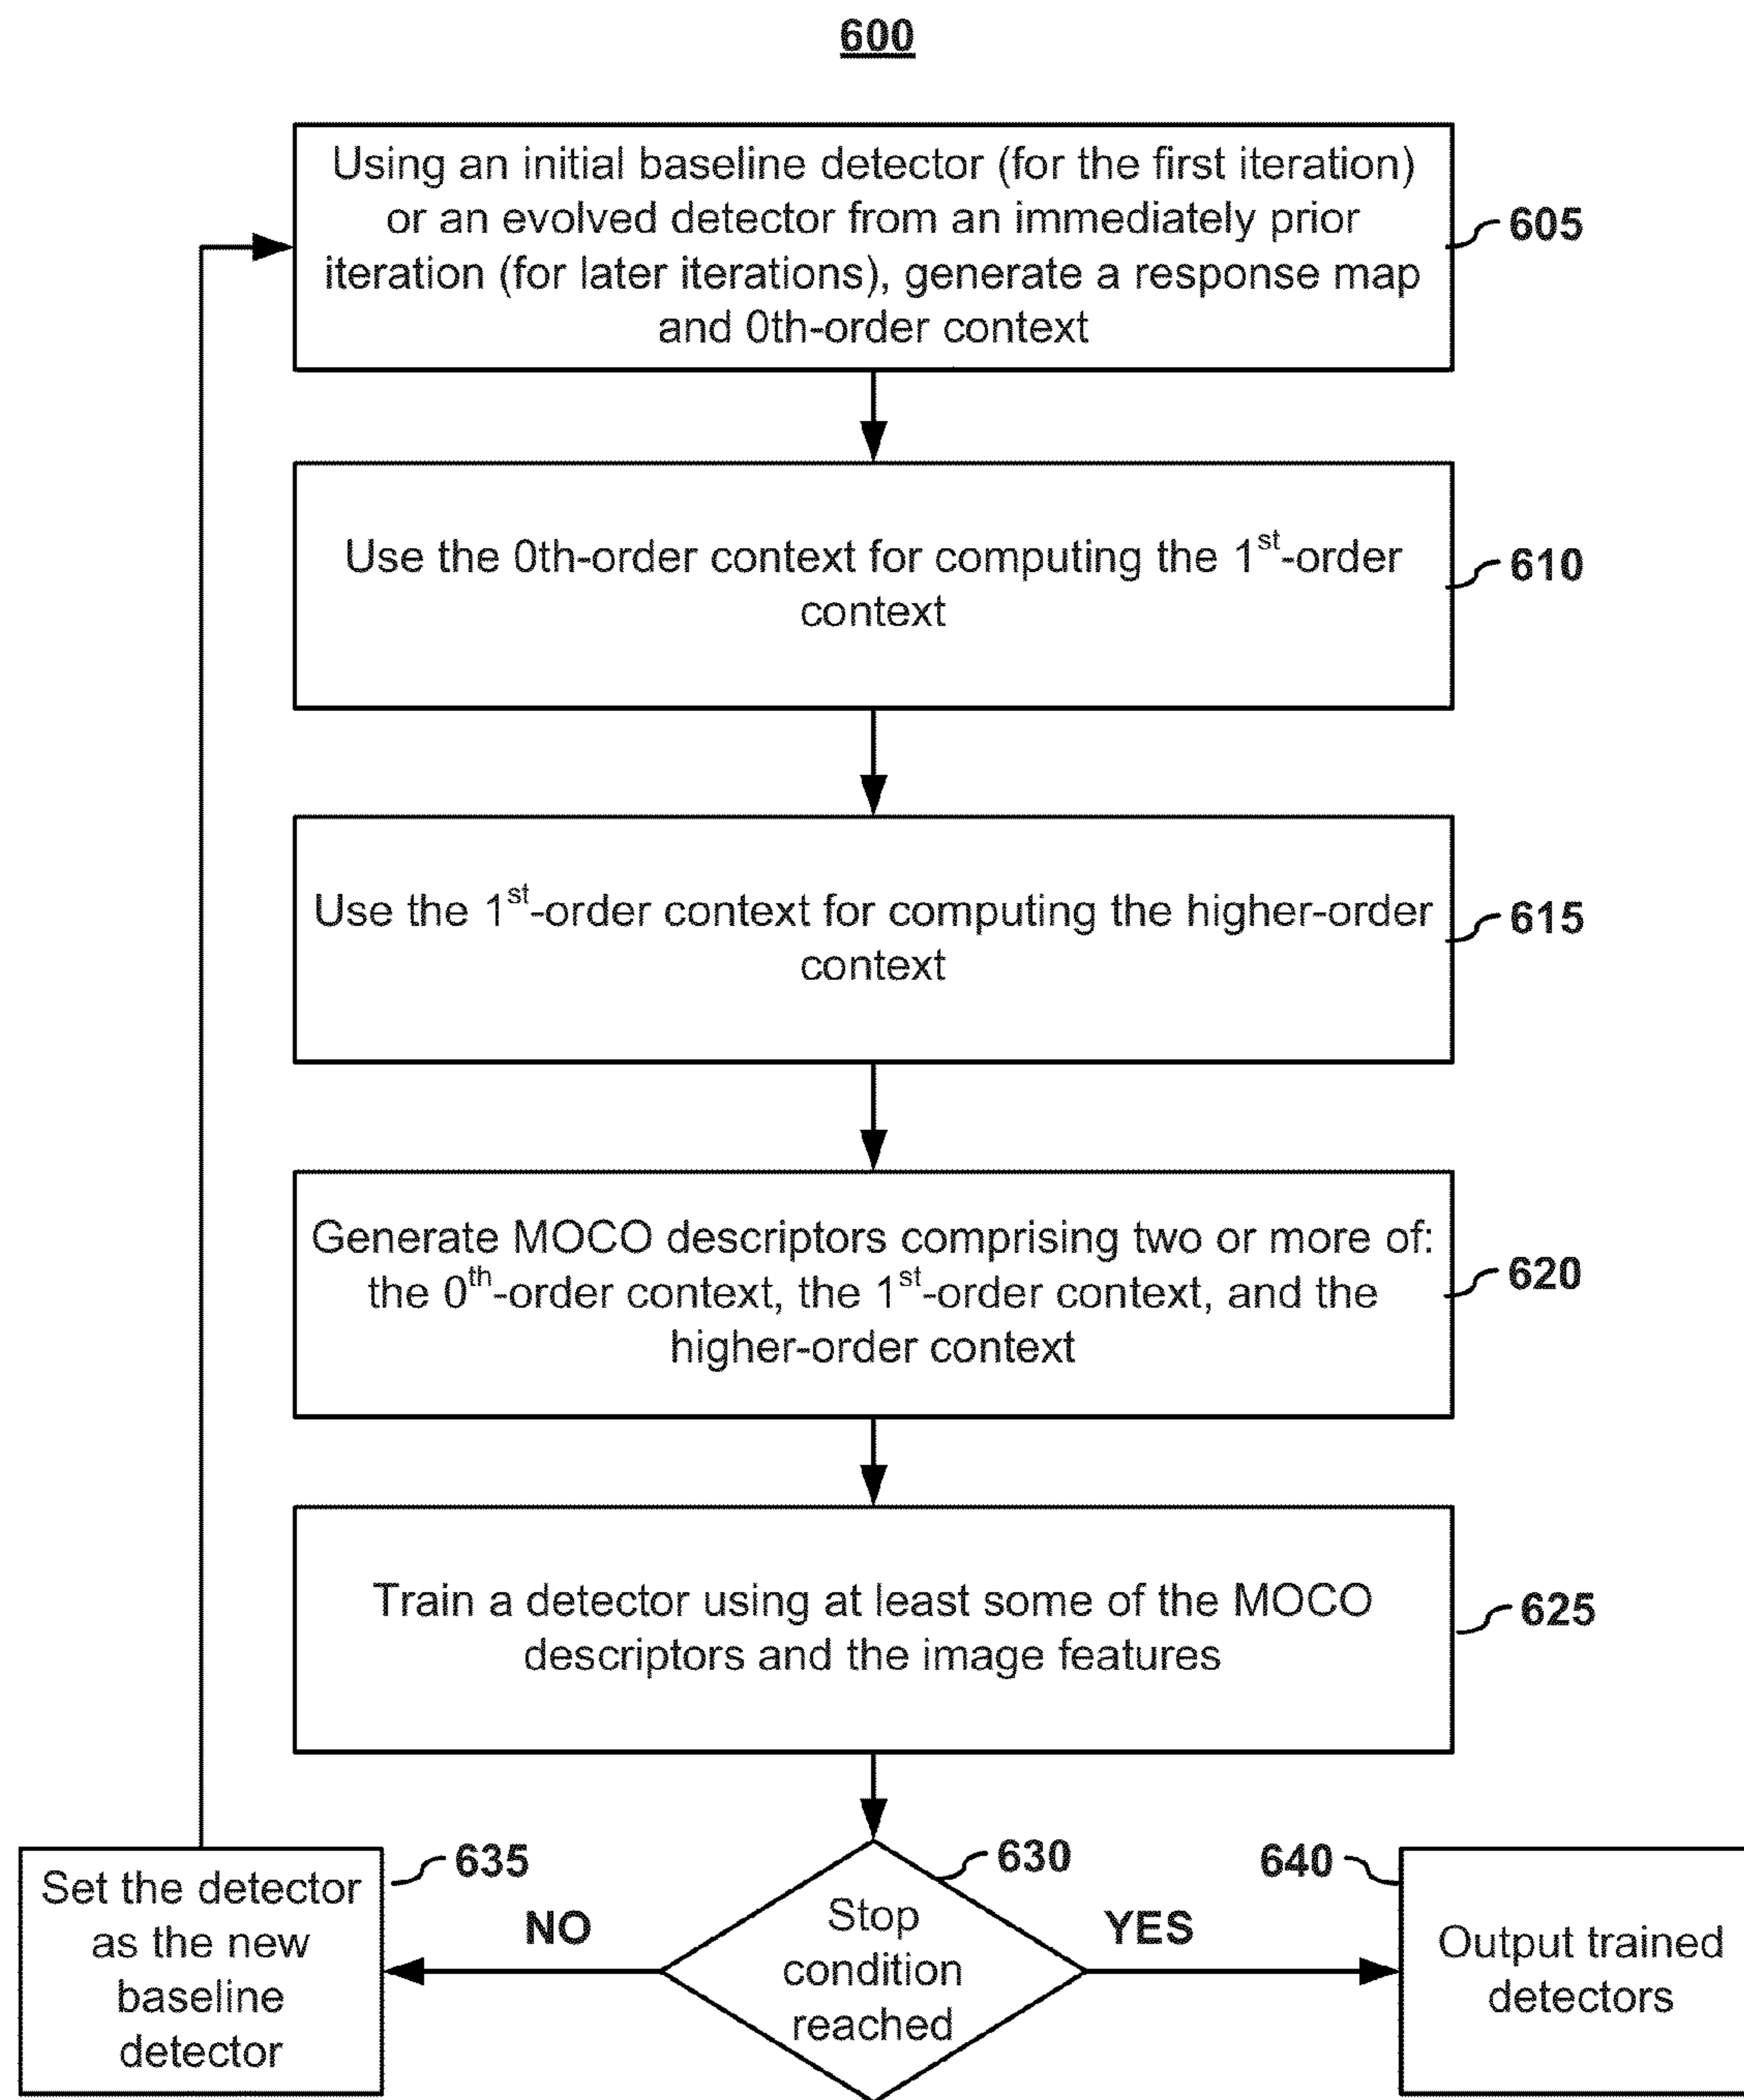 600
Using an initial baseline detector (for the first iteration)
or an evolved detector from an immediately prior
iteration (for later iterations), generate a response map
and 0th-order context
605
Use the 0th-order context for computing the 1st-order
context
610
Use the 1st-order context for computing the higher-order
context
615
Generate MOCO descriptors comprising two or more of:
the 0th-order context, the 1st-order context, and the
higher-order context
620
Train a detector using at least some of the MOCO
descriptors and the image features
625
Set the detector
as the new
baseline
detector
635
NO
Stop
condition
reached
630
YES
640
Output trained
detectors